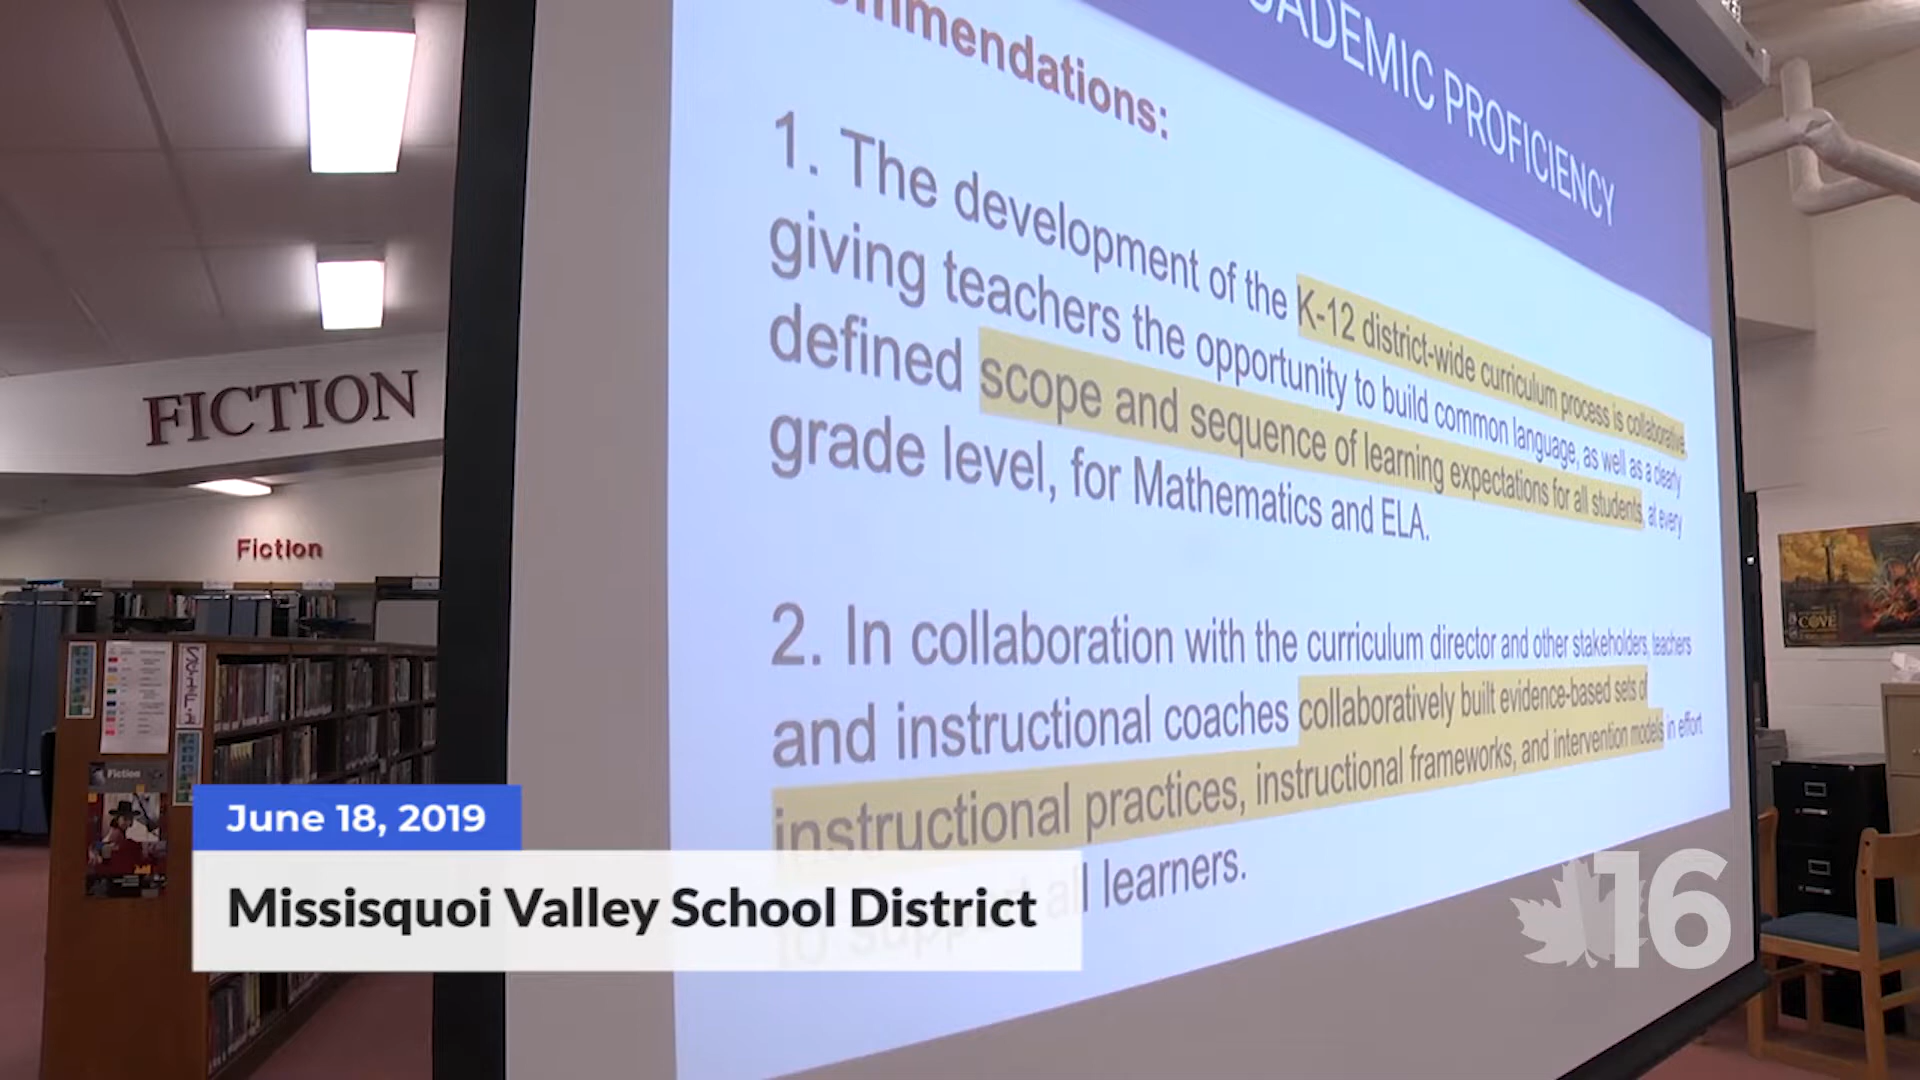 ADEMIC PROFICIENCY
mmendations:
1. The development of the K-12 district-wide curriculum process is collaborative
giving teachers the opportunity to build common language, as well as a clearly
defined scope and sequence of learning expectations for all students, at every
grade level, for Mathematics and ELA.
2. In collaboration with the curriculum director and other stakeholders, teachers
and instructional coaches collaboratively built evidence-based sets of
instructional practices, instructional frameworks, and intervention models in effort
to support all learners.
FICTION
Fiction
Fiction
COVE
June 18, 2019
Missisquoi Valley School District
16